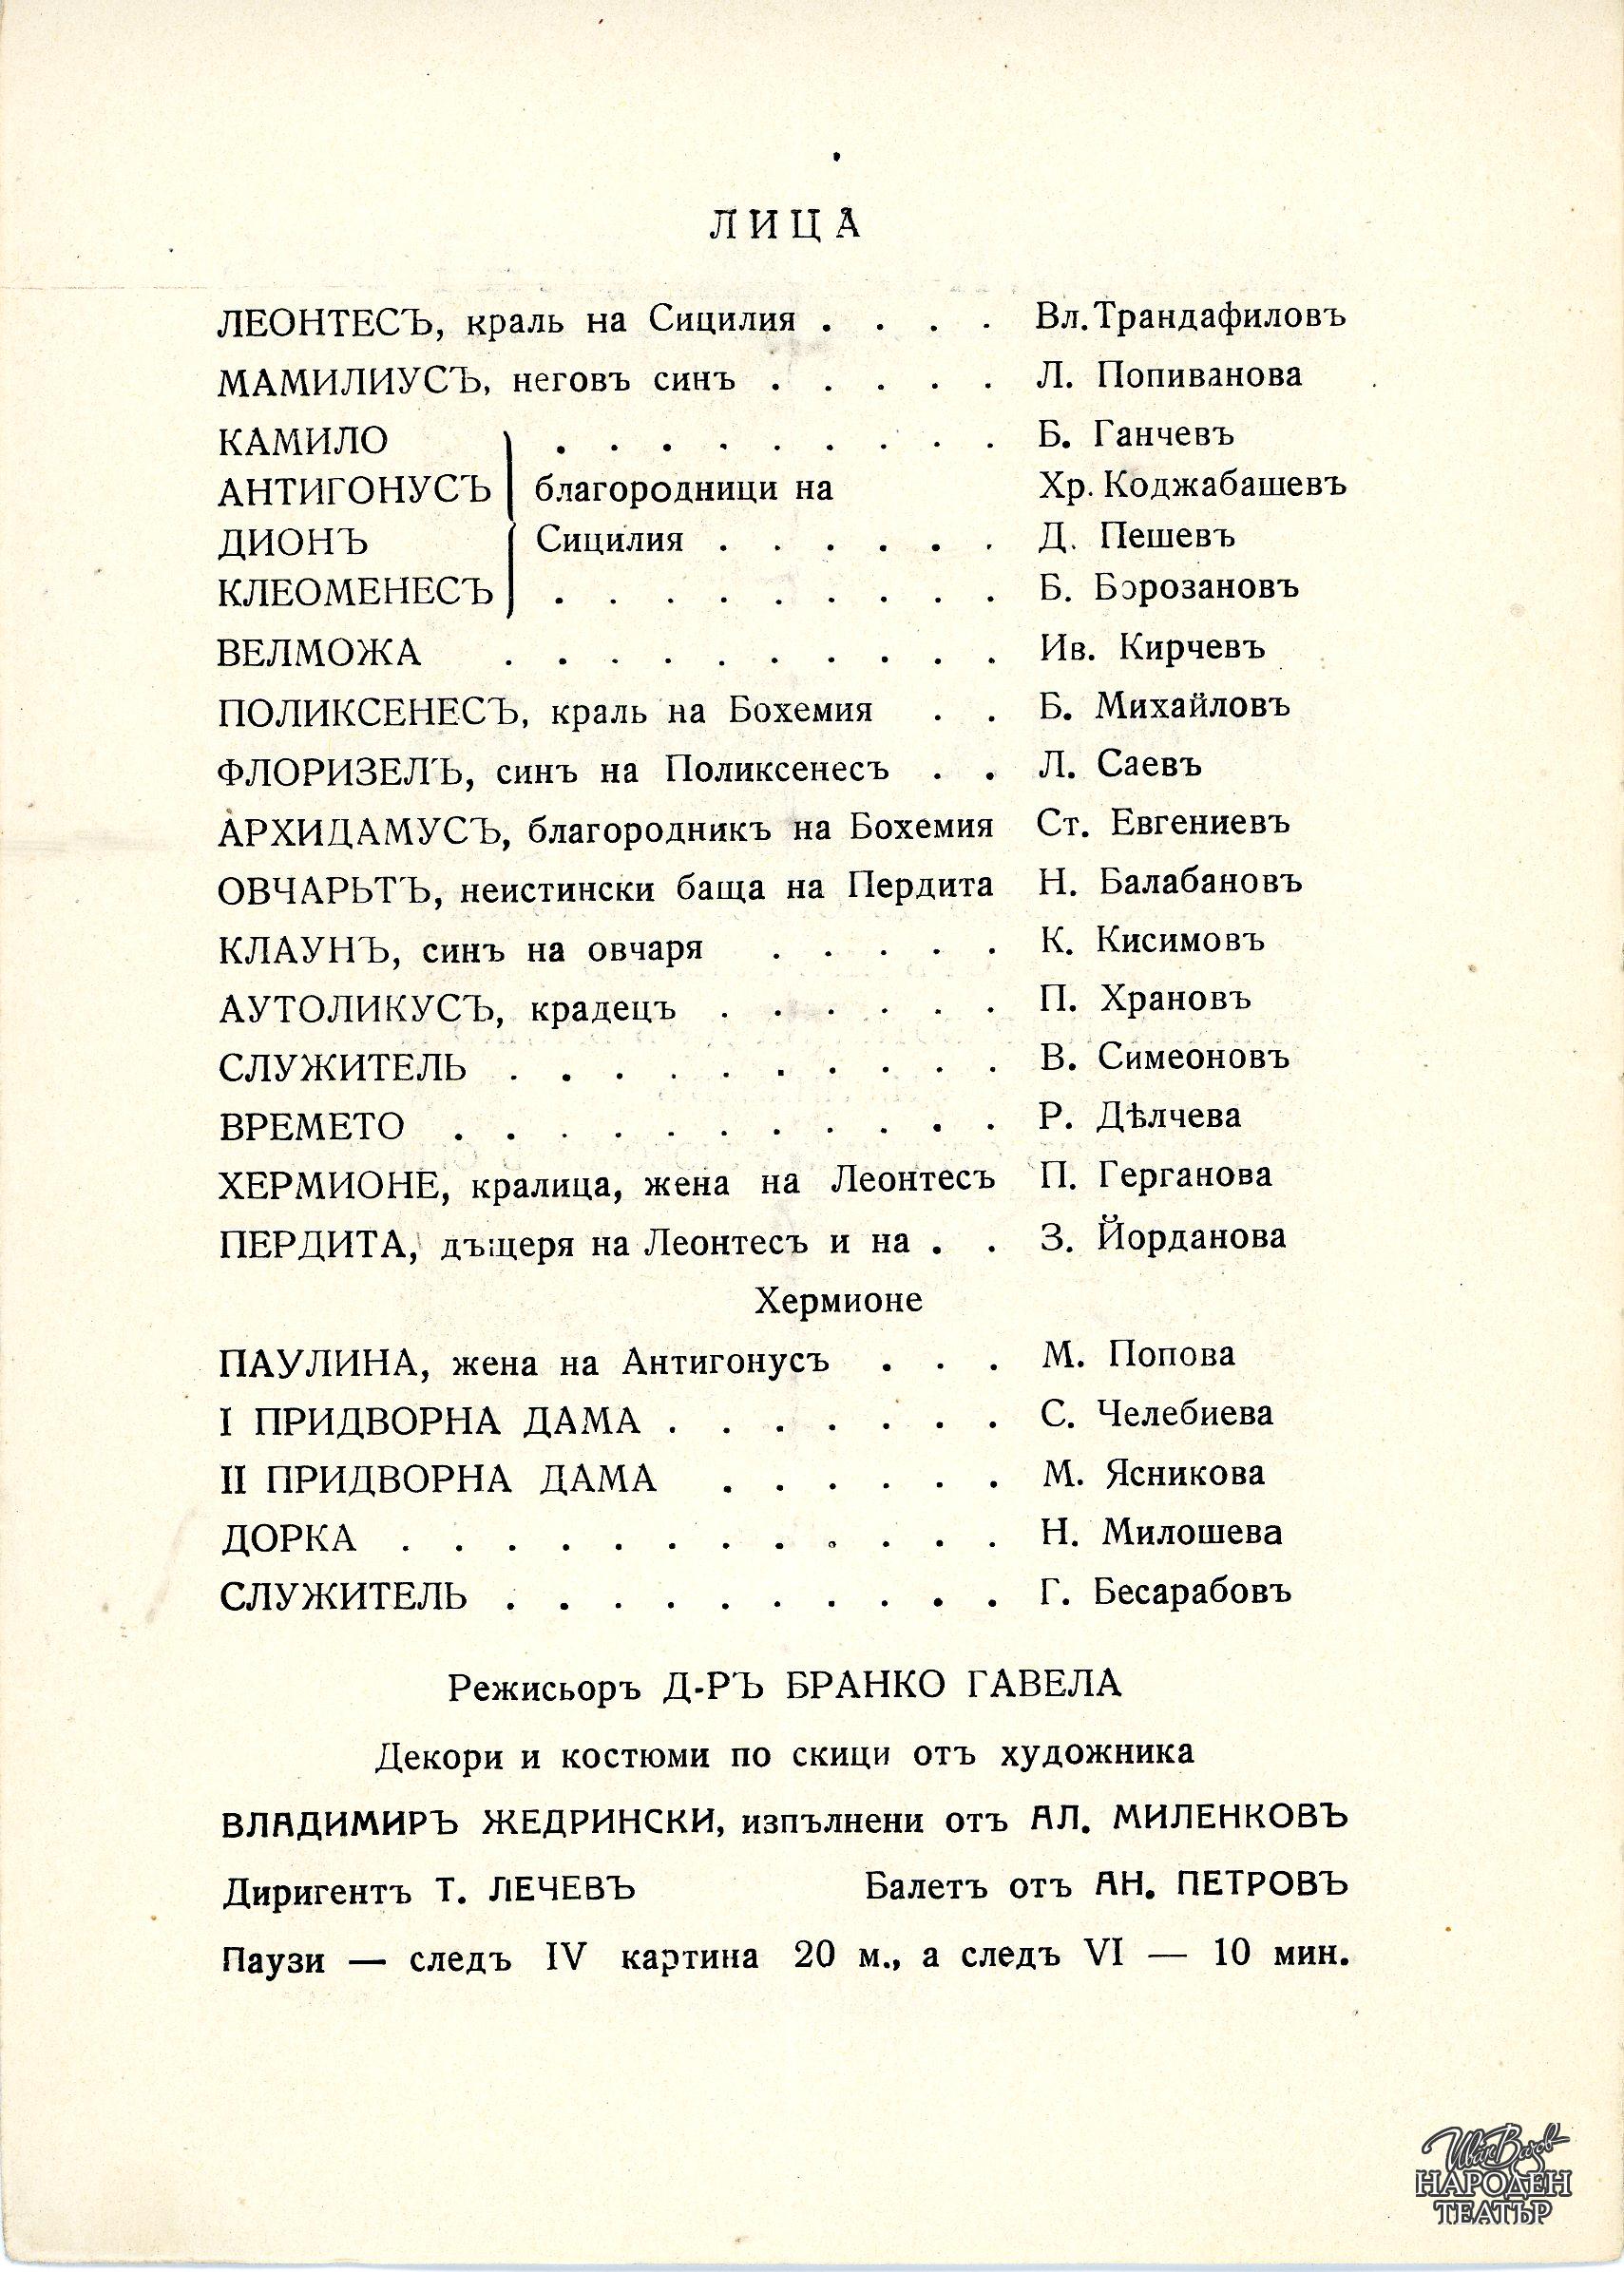 ЛИЦА
ЛЕОНТЕСЪ, краль на Сицилия . . . . Вл. Трандафиловъ
МАМИЛИУСЪ, неговъ синъ . . . . . Л. Попиванова
КАМИЛО . . . . . . . . . Б. Ганчевъ
АНТИГОНУСЪ благородници на Хр. Коджабашевъ
ДИОНЪ Сицилия . . . . . . Д. Пешевъ
КЛЕОМЕНЕСЪ . . . . . . . . . Б. Борозановъ
ВЕЛМОЖА . . . . . . . . . . Ив. Кирчевъ
ПОЛИКСЕНЕСЪ, краль на Бохемия . . Б. Михайловъ
ФЛОРИЗЕЛЪ, синъ на Поликсенесъ . . Л. Саевъ
АРХИДАМУСЪ, благородникъ на Бохемия Ст. Евгениевъ
ОВЧАРЬТЪ, неистински баща на Пердита Н. Балабановъ
КЛАУНЪ, синъ на овчаря . . . . . К. Кисимовъ
АУТОЛИКУСЪ, крадецъ . . . . . . П. Храновъ
СЛУЖИТЕЛЬ . . . . . . . . . . В. Симеоновъ
ВРЕМЕТО . . . . . . . . . . . Р. Дѣлчева
ХЕРМИОНЕ, кралица, жена на Леонтесъ П. Герганова
ПЕРДИТА, дъщеря на Леонтесъ и на . . З. Йорданова
Хермионе
ПАУЛИНА, жена на Антигонусъ . . . М. Попова
I ПРИДВОРНА ДАМА . . . . . . . С. Челебиева
II ПРИДВОРНА ДАМА . . . . . . М. Ясникова
ДОРКА . . . . . . . . . . . . Н. Милошева
СЛУЖИТЕЛЬ . . . . . . . . . . Г. Бесарабовъ
Режисьоръ Д-РЪ БРАНКО ГАВЕЛА
Декори и костюми по скици отъ художника
ВЛАДИМИРЪ ЖЕДРИНСКИ, изпълнени отъ АЛ. МИЛЕНКОВЪ
Диригентъ Т. ЛЕЧЕВЪ Балетъ отъ АН. ПЕТРОВЪ
Паузи — следъ IV картина 20 м., а следъ VI — 10 мин.
Иван Вазов
НАРОДЕН
ТЕАТЪР